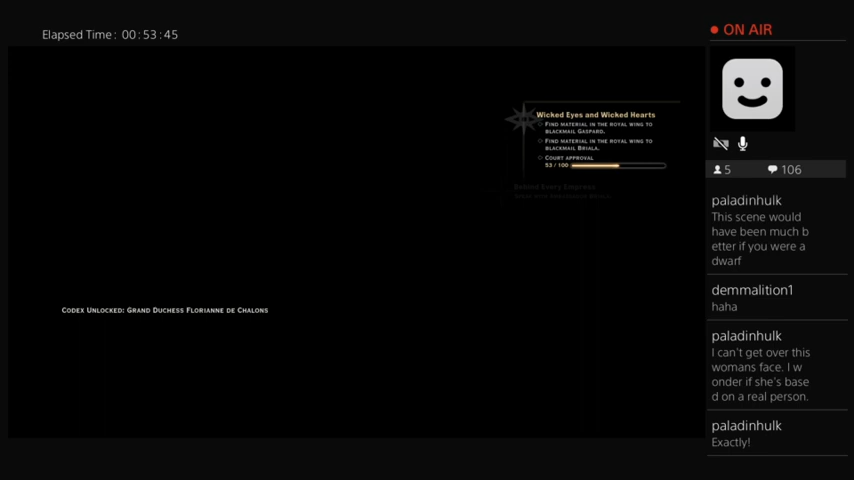 Elapsed Time: 00:53:45
ON AIR
Wicked Eyes and Wicked Hearts
Find material in the royal wing to
blackmail Gaspard.
Find material in the royal wing to
blackmail Briala.
Court approval
53 / 100
Behind Every Empress
Codex Unlocked: Grand Duchess Florianne de Chalons
5
106
paladinhulk
This scene would
have been much b
etter if you were a
dwarf
demmalition1
haha
paladinhulk
I can't get over this
womans face. I w
onder if she's base
d on a real person.
paladinhulk
Exactly!